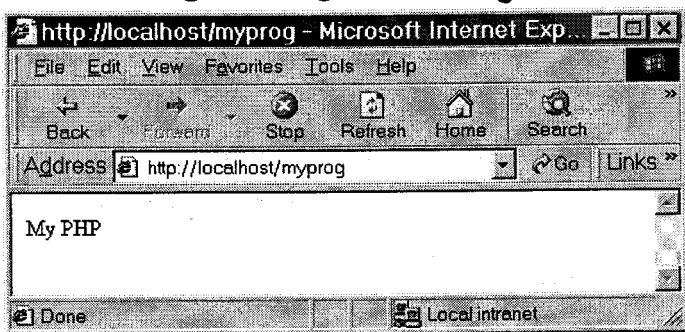 http://localhost/myprog - Microsoft Internet Exp...
File Edit View Favorites Tools Help
Back Forward Stop Refresh Home Search »
Address http://localhost/myprog Go Links »
My PHP
Done Local intranet